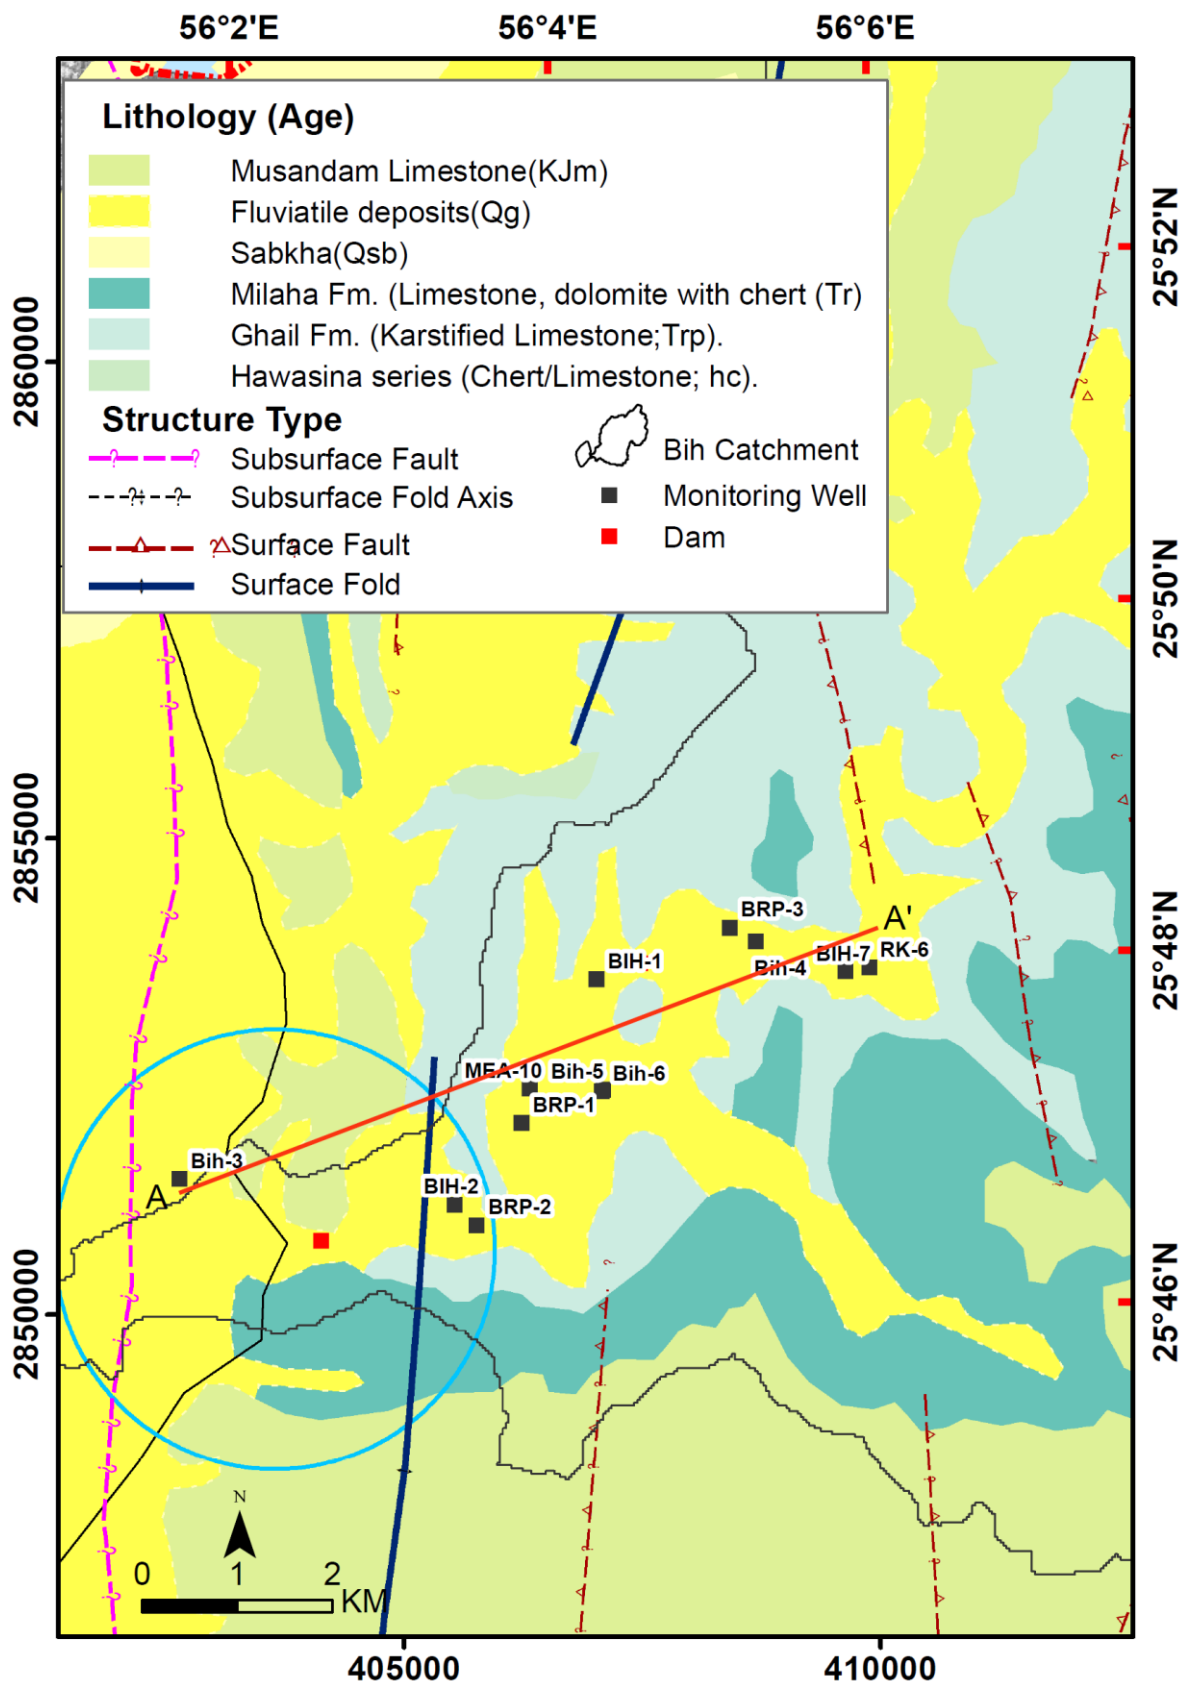 56°2'E 56°4'E 56°6'E
Lithology (Age)
Musandam Limestone(KJm)
Fluviatile deposits(Qg)
Sabkha(Qsb)
Milaha Fm. (Limestone, dolomite with chert (Tr)
Ghail Fm. (Karstified Limestone;Trp).
Hawasina series (Chert/Limestone; hc).
Structure Type
Subsurface Fault
Subsurface Fold Axis
Surface Fault
Surface Fold
Bih Catchment
Monitoring Well
Dam
25°52'N
25°50'N
25°48'N
25°46'N
2860000
2855000
2850000
BRP-3
A'
BIH-1
Bih-4
BIH-7
RK-6
MEA-10
Bih-5
Bih-6
BRP-1
Bih-3
A
BIH-2
BRP-2
N
0 1 2
KM
405000 410000